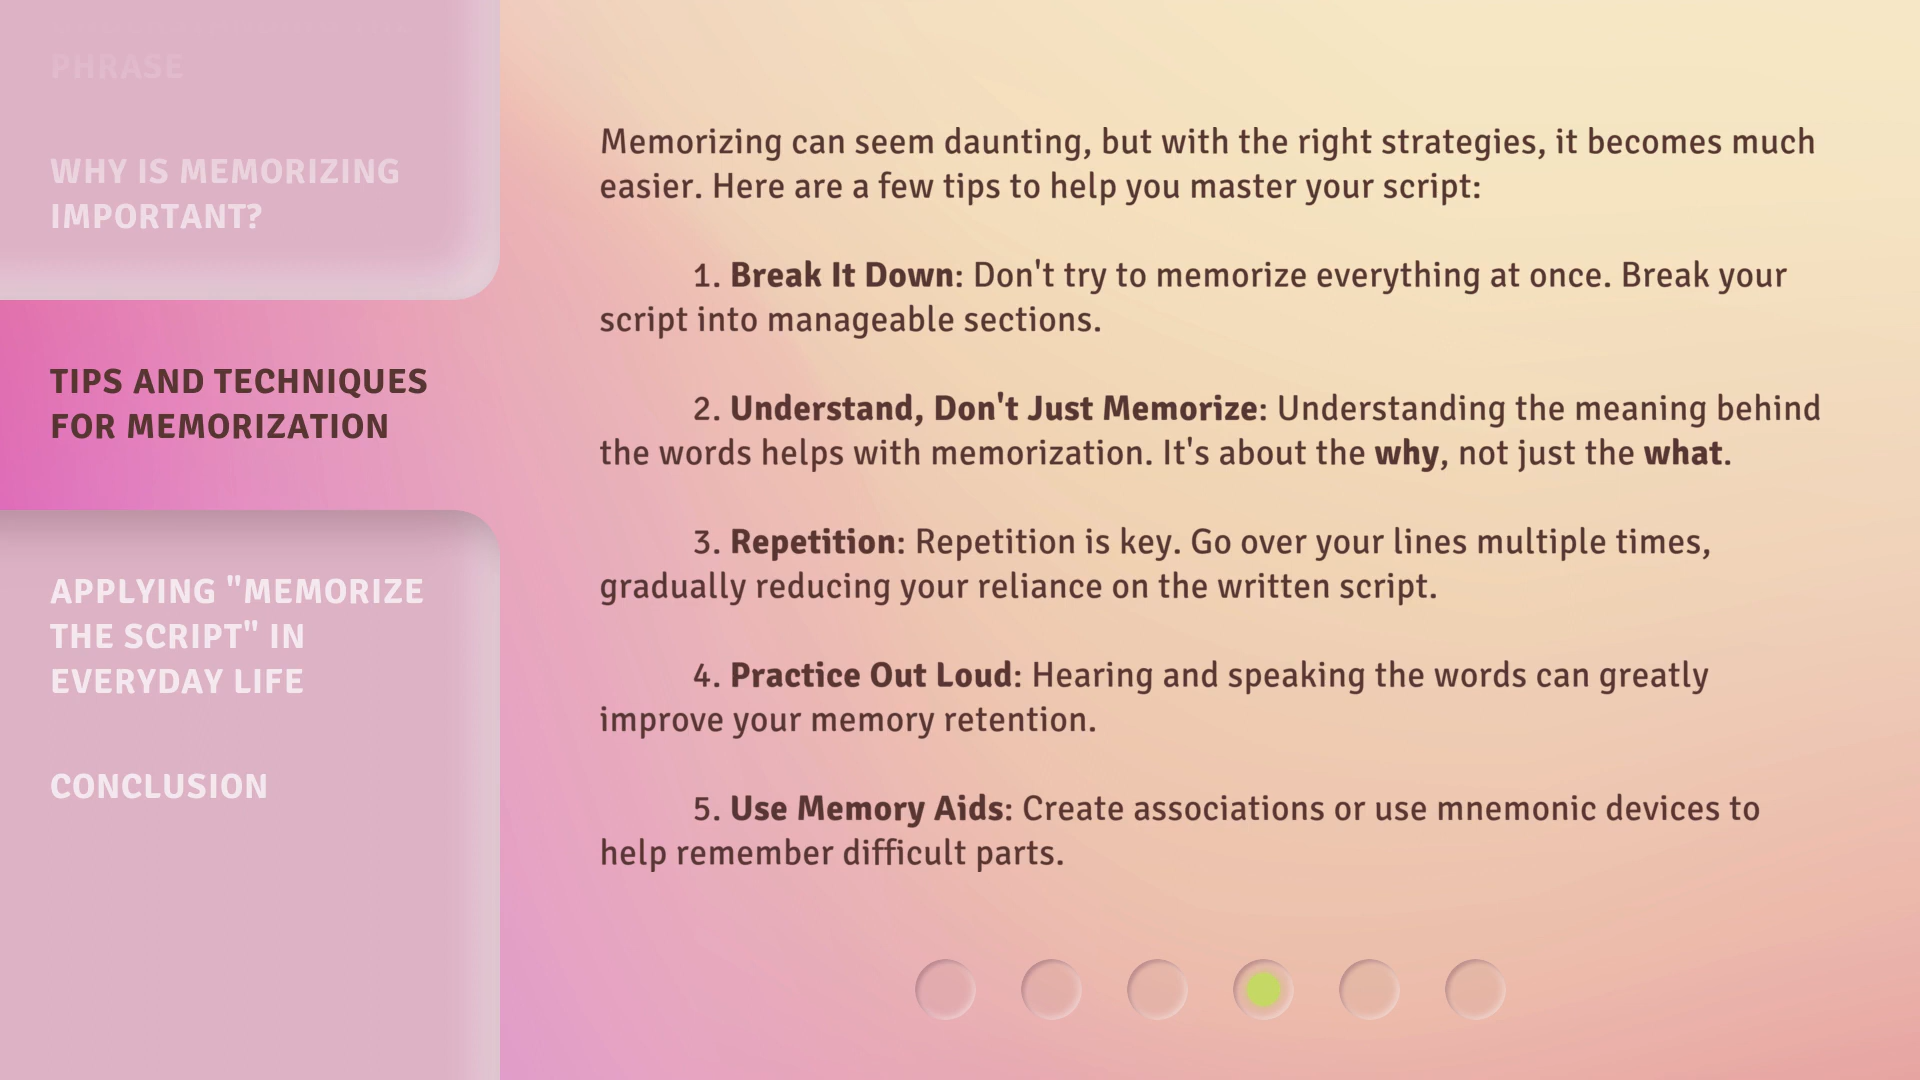 PHRASE
WHY IS MEMORIZING
IMPORTANT?
TIPS AND TECHNIQUES
FOR MEMORIZATION
APPLYING "MEMORIZE
THE SCRIPT" IN
EVERYDAY LIFE
CONCLUSION
Memorizing can seem daunting, but with the right strategies, it becomes much
easier. Here are a few tips to help you master your script:
1. Break It Down: Don't try to memorize everything at once. Break your
script into manageable sections.
2. Understand, Don't Just Memorize: Understanding the meaning behind
the words helps with memorization. It's about the why, not just the what.
3. Repetition: Repetition is key. Go over your lines multiple times,
gradually reducing your reliance on the written script.
4. Practice Out Loud: Hearing and speaking the words can greatly
improve your memory retention.
5. Use Memory Aids: Create associations or use mnemonic devices to
help remember difficult parts.